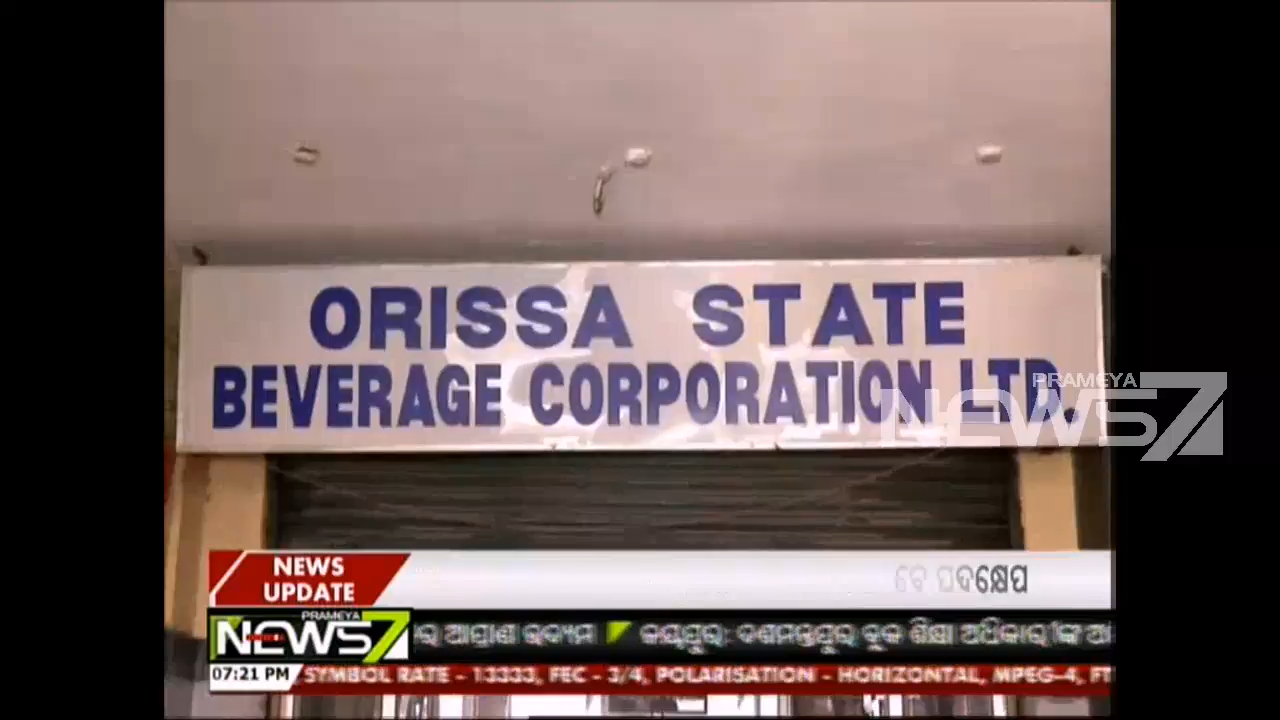 ORISSA STATE
BEVERAGE CORPORATION LTD.
PRAMEYA
NEWS7
NEWS
UPDATE
ପଦକ୍ଷେପ
PRAMEYA
NEWS7
07:21 PM
SYMBOL RATE - 13333, FEC - 3/4, POLARISATION - HORIZONTAL, MPEG-4, FT